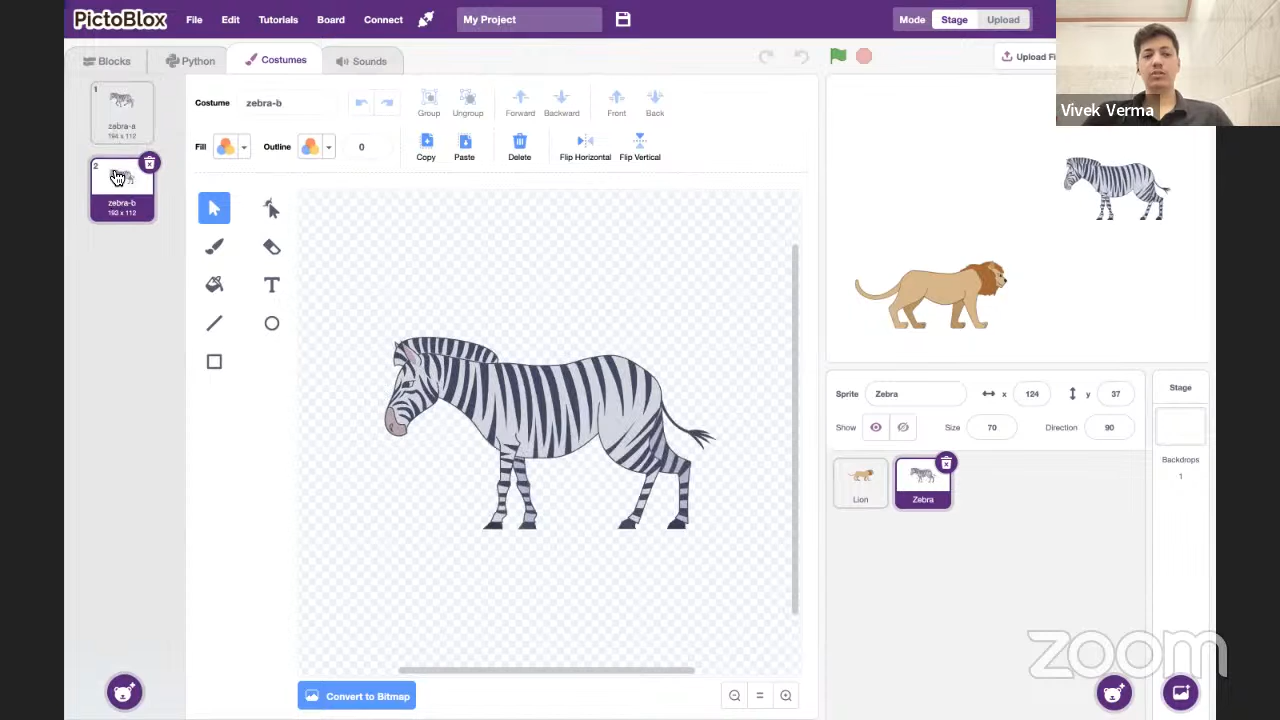 PictoBlox
File Edit Tutorials Board Connect My Project Mode Stage Upload
Blocks Python Costumes Sounds Upload Fi
1
zebra-a
194 x 112
2
zebra-b
193 x 112
Costume zebra-b Group Ungroup Forward Backward Front Back
Fill Outline 0 Copy Paste Delete Flip Horizontal Flip Vertical
T
Convert to Bitmap
Vivek Verma
Sprite Zebra x 124 y 37
Show Size 70 Direction 90
Lion Zebra
Stage
Backdrops
1
zoom